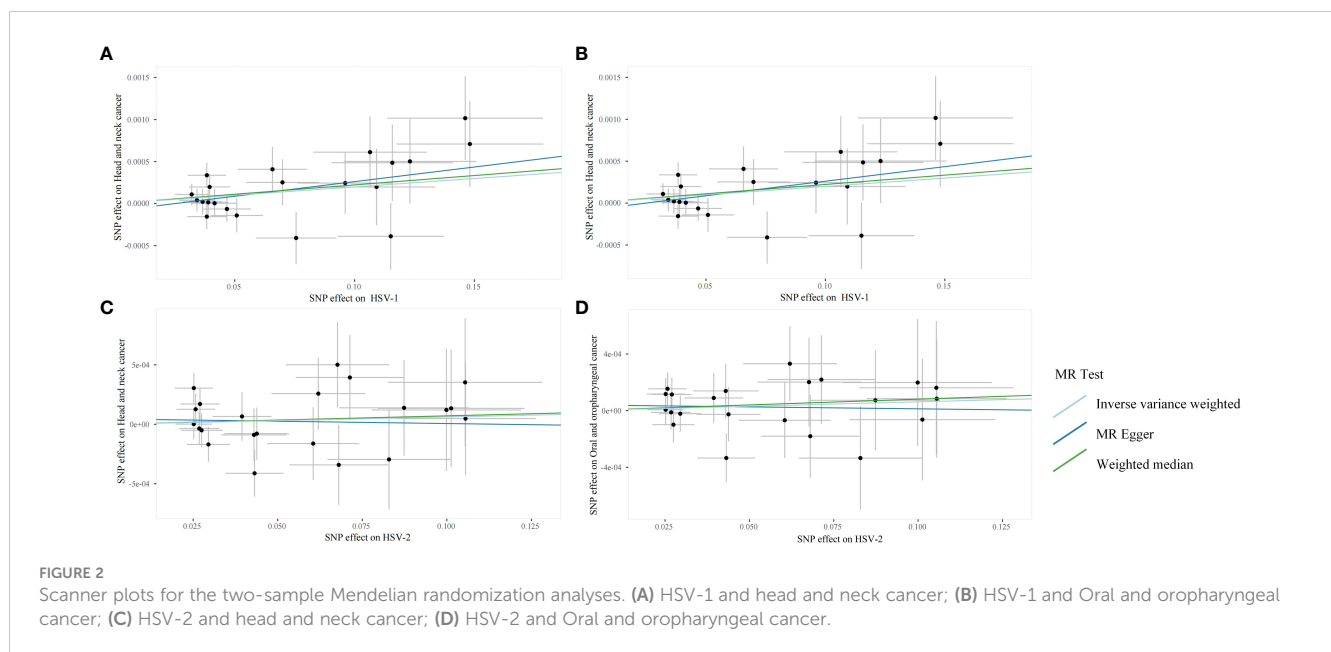 A
B
SNP effect on Head and neck cancer
0.0015
0.0010
0.0005
0.0000
-0.0005
0.05
0.10
0.15
SNP effect on HSV-1
SNP effect on Head and neck cancer
0.0015
0.0010
0.0005
0.0000
-0.0005
0.05
0.10
0.15
SNP effect on HSV-1
C
D
SNP effect on Head and neck cancer
5e-04
0e+00
-5e-04
0.025
0.050
0.075
0.100
0.125
SNP effect on HSV-2
SNP effect on Oral and oropharyngeal cancer
4e-04
0e+00
-4e-04
0.025
0.050
0.075
0.100
0.125
SNP effect on HSV-2
MR Test
Inverse variance weighted
MR Egger
Weighted median
FIGURE 2
Scanner plots for the two-sample Mendelian randomization analyses. (A) HSV-1 and head and neck cancer; (B) HSV-1 and Oral and oropharyngeal
cancer; (C) HSV-2 and head and neck cancer; (D) HSV-2 and Oral and oropharyngeal cancer.